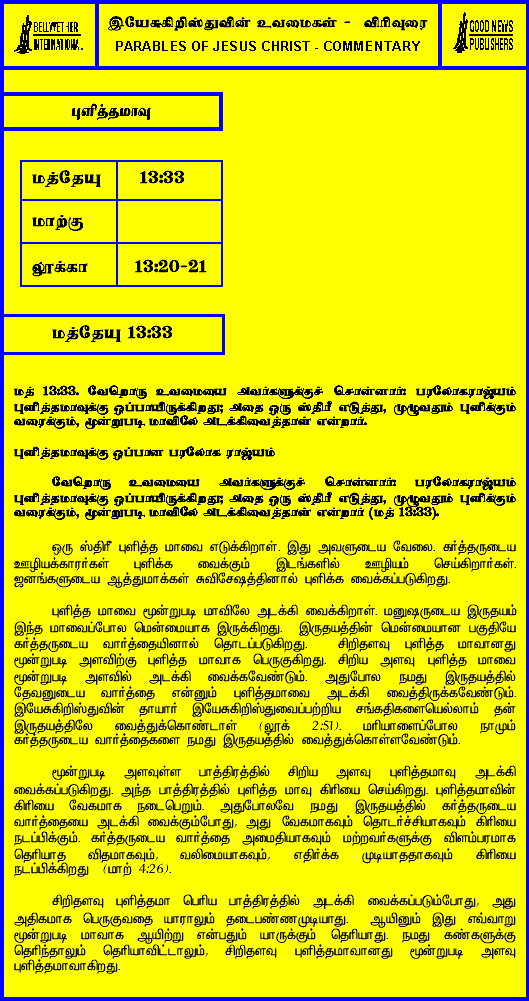 BELLWETHER
INTERNATIONAL
இயேசுகிறிஸ்துவின் உவமைகள் - விரிவுரை
PARABLES OF JESUS CHRIST - COMMENTARY
GOOD NEWS
PUBLISHERS
புளித்தமாவு
மத்தேயு 13:33
மாற்கு
லூக்கா 13:20-21
மத்தேயு 13:33
மத் 13:33. வேறொரு உவமையை அவர்களுக்குச் சொன்னார்: பரலோகராஜ்யம்
புளித்தமாவுக்கு ஒப்பாயிருக்கிறது; அதை ஒரு ஸ்திரீ எடுத்து, முழுவதும் புளிக்கும்
வரைக்கும், மூன்றுபடி மாவிலே அடக்கிவைத்தாள் என்றார்.
புளித்தமாவுக்கு ஒப்பான பரலோக ராஜ்யம்
வேறொரு உவமையை அவர்களுக்குச் சொன்னார்: பரலோகராஜ்யம்
புளித்தமாவுக்கு ஒப்பாயிருக்கிறது; அதை ஒரு ஸ்திரீ எடுத்து, முழுவதும் புளிக்கும்
வரைக்கும், மூன்றுபடி மாவிலே அடக்கிவைத்தாள் என்றார் (மத் 13:33).
ஒரு ஸ்திரீ புளித்த மாவை எடுக்கிறாள். இது அவளுடைய வேலை. கர்த்தருடைய
ஊழியக்காரர்கள் புளிக்க வைக்கும் இடங்களில் ஊழியம் செய்கிறார்கள்.
ஜனங்களுடைய ஆத்துமாக்கள் சுவிசேஷத்தினால் புளிக்க வைக்கப்படுகிறது.
புளித்த மாவை மூன்றுபடி மாவிலே அடக்கி வைக்கிறாள். மனுஷருடைய இருதயம்
இந்த மாவைப்போல மென்மையாக இருக்கிறது. இருதயத்தின் மென்மையான பகுதியே
கர்த்தருடைய வார்த்தையினால் தொடப்படுகிறது. சிறிதளவு புளித்த மாவானது
மூன்றுபடி அளவிற்கு புளித்த மாவாக பெருகுகிறது. சிறிய அளவு புளித்த மாவை
மூன்றுபடி அளவில் அடக்கி வைக்கவேண்டும். அதுபோல நமது இருதயத்தில்
தேவனுடைய வார்த்தை என்னும் புளித்தமாவை அடக்கி வைத்திருக்கவேண்டும்.
இயேசுகிறிஸ்துவின் தாயார் இயேசுகிறிஸ்துவைப்பற்றிய சங்கதிகளையெல்லாம் தன்
இருதயத்திலே வைத்துக்கொண்டாள் (லூக் 2:51). மரியாளைப்போல நாமும்
கர்த்தருடைய வார்த்தைகளை நமது இருதயத்தில் வைத்துக்கொள்ளவேண்டும்.
மூன்றுபடி அளவுள்ள பாத்திரத்தில் சிறிய அளவு புளித்தமாவு அடக்கி
வைக்கப்படுகிறது. அந்த பாத்திரத்தில் புளித்த மாவு கிரியை செய்கிறது. புளித்தமாவின்
கிரியை வேகமாக நடைபெறும். அதுபோலவே நமது இருதயத்தில் கர்த்தருடைய
வார்த்தையை அடக்கி வைக்கும்போது, அது வேகமாகவும் தொடர்ச்சியாகவும் கிரியை
நடப்பிக்கும். கர்த்தருடைய வார்த்தை அமைதியாகவும் மற்றவர்களுக்கு விளம்பரமாக
தெரியாத விதமாகவும், வலிமையாகவும், எதிர்க்க முடியாததாகவும் கிரியை
நடப்பிக்கிறது (மாற் 4:26).
சிறிதளவு புளித்தமா பெரிய பாத்திரத்தில் அடக்கி வைக்கப்படும்போது, அது
அதிகமாக பெருகுவதை யாராலும் தடைபண்ணமுடியாது. ஆயினும் இது எவ்வாறு
மூன்றுபடி மாவாக ஆயிற்று என்பதும் யாருக்கும் தெரியாது. நமது கண்களுக்கு
தெரிந்தாலும் தெரியாவிட்டாலும், சிறிதளவு புளித்தமாவானது மூன்றுபடி அளவு
புளித்தமாவாகிறது.